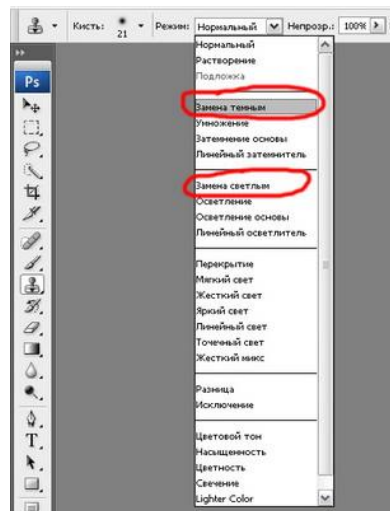 Кисть: 21 Режим: Нормальный Непрозр.: 100%
Ps
Нормальный
Растворение
Подложка
Замена темным
Умножение
Затемнение основы
Линейный затемнитель
Замена светлым
Осветление
Осветление основы
Линейный осветлитель
Перекрытие
Мягкий свет
Жесткий свет
Яркий свет
Линейный свет
Точечный свет
Жесткий микс
Разница
Исключение
Цветовой тон
Насыщенность
Цветность
Свечение
Lighter Color
T